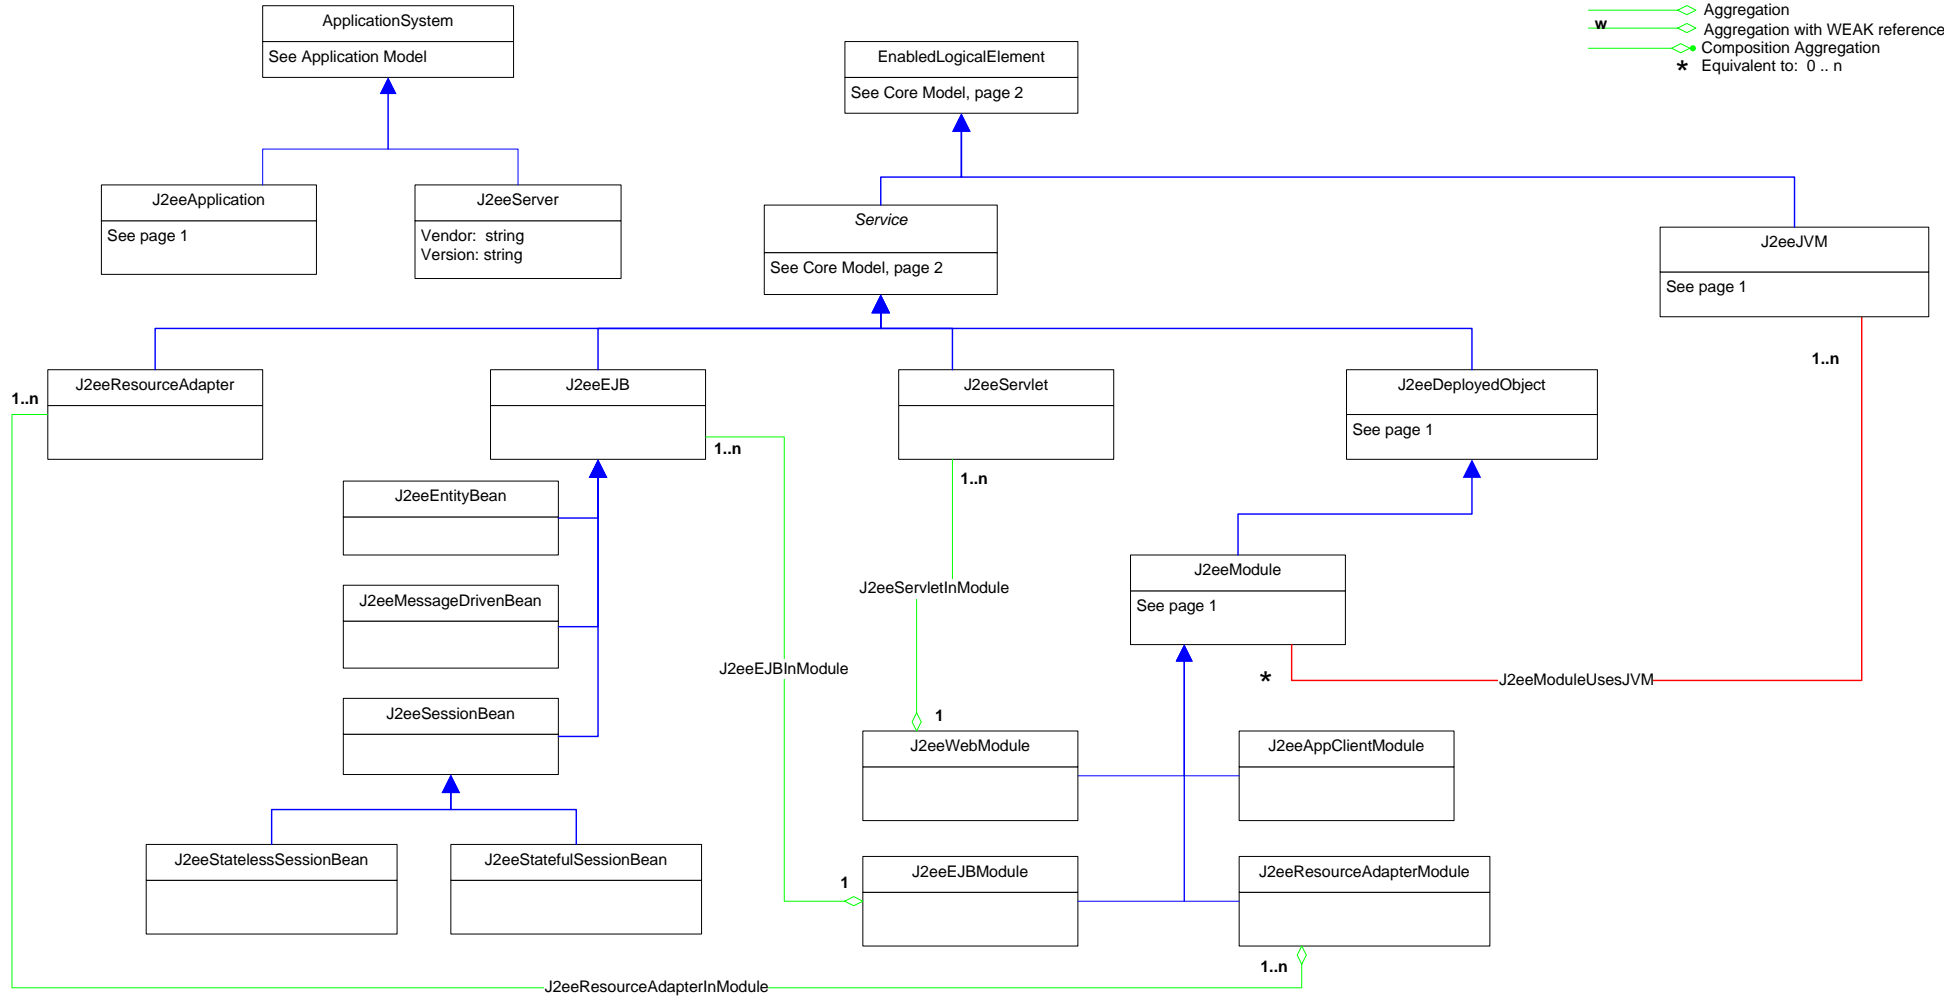 ApplicationSystem
See Application Model
EnabledLogicalElement
See Core Model, page 2
Aggregation
w
Aggregation with WEAK reference
Composition Aggregation
* Equivalent to: 0 .. n
J2eeApplication
See page 1
J2eeServer
Vendor: string
Version: string
Service
See Core Model, page 2
J2eeJVM
See page 1
1..n
J2eeResourceAdapter
1..n
J2eeEJB
1..n
J2eeServlet
1..n
J2eeDeployedObject
See page 1
J2eeEntityBean
J2eeMessageDrivenBean
J2eeSessionBean
J2eeServletInModule
J2eeModule
See page 1
J2eeEJBInModule
*
J2eeModuleUsesJVM
1
J2eeWebModule
J2eeAppClientModule
J2eeStatelessSessionBean
J2eeStatefulSessionBean
1
J2eeEJBModule
J2eeResourceAdapterModule
1..n
J2eeResourceAdapterInModule